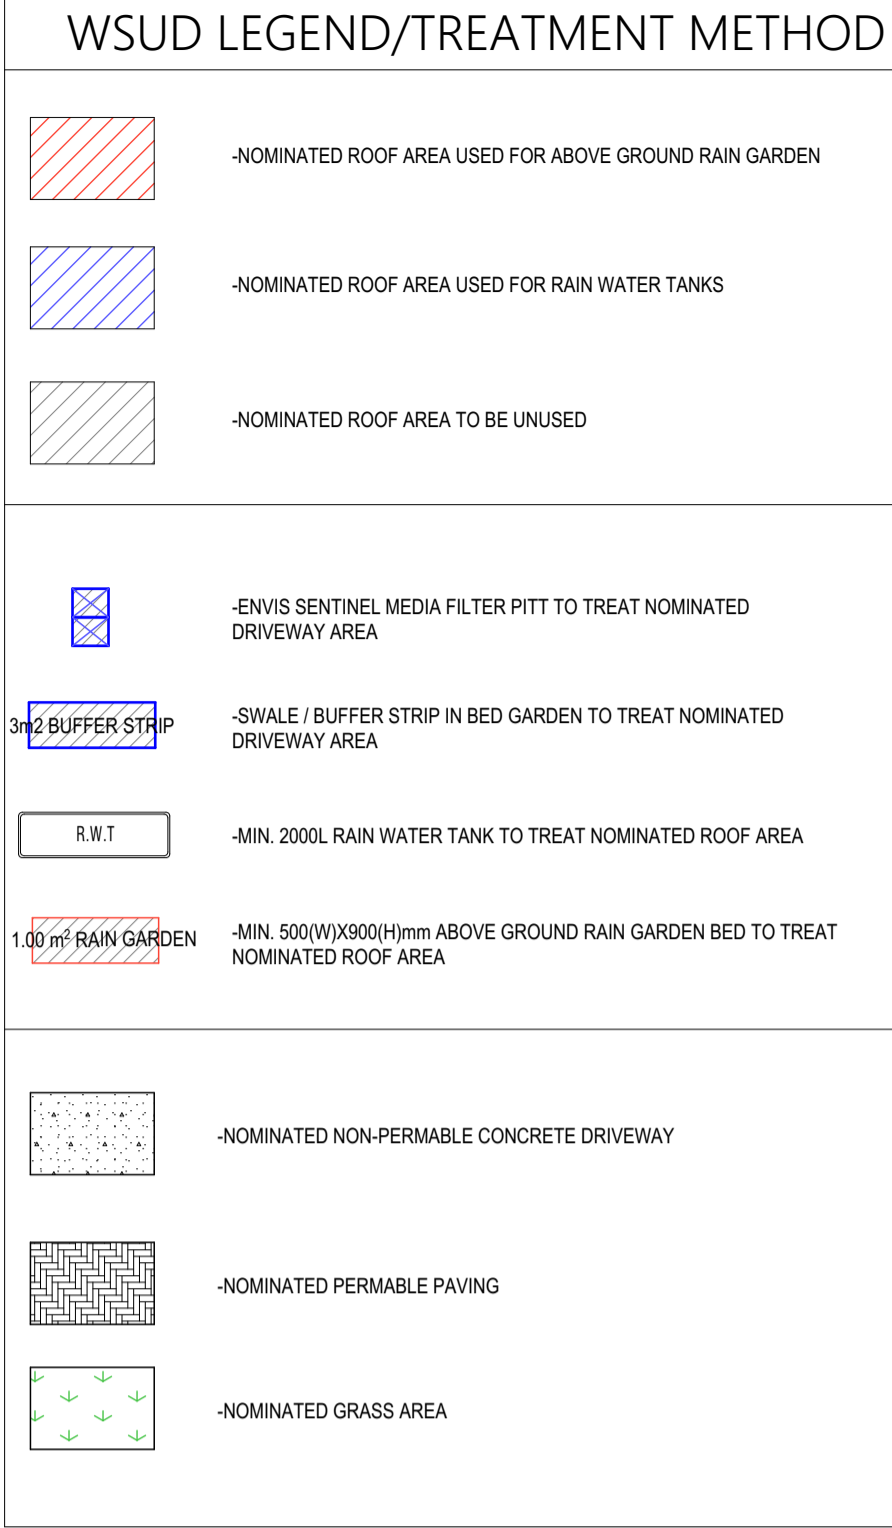 WSUD LEGEND/TREATMENT METHOD
-NOMINATED ROOF AREA USED FOR ABOVE GROUND RAIN GARDEN
-NOMINATED ROOF AREA USED FOR RAIN WATER TANKS
-NOMINATED ROOF AREA TO BE UNUSED
-ENVIS SENTINEL MEDIA FILTER PITT TO TREAT NOMINATED
DRIVEWAY AREA
3m2 BUFFER STRIP
-SWALE / BUFFER STRIP IN BED GARDEN TO TREAT NOMINATED
DRIVEWAY AREA
R.W.T
-MIN. 2000L RAIN WATER TANK TO TREAT NOMINATED ROOF AREA
1.00 m² RAIN GARDEN
-MIN. 500(W)X900(H)mm ABOVE GROUND RAIN GARDEN BED TO TREAT
NOMINATED ROOF AREA
-NOMINATED NON-PERMABLE CONCRETE DRIVEWAY
-NOMINATED PERMABLE PAVING
-NOMINATED GRASS AREA